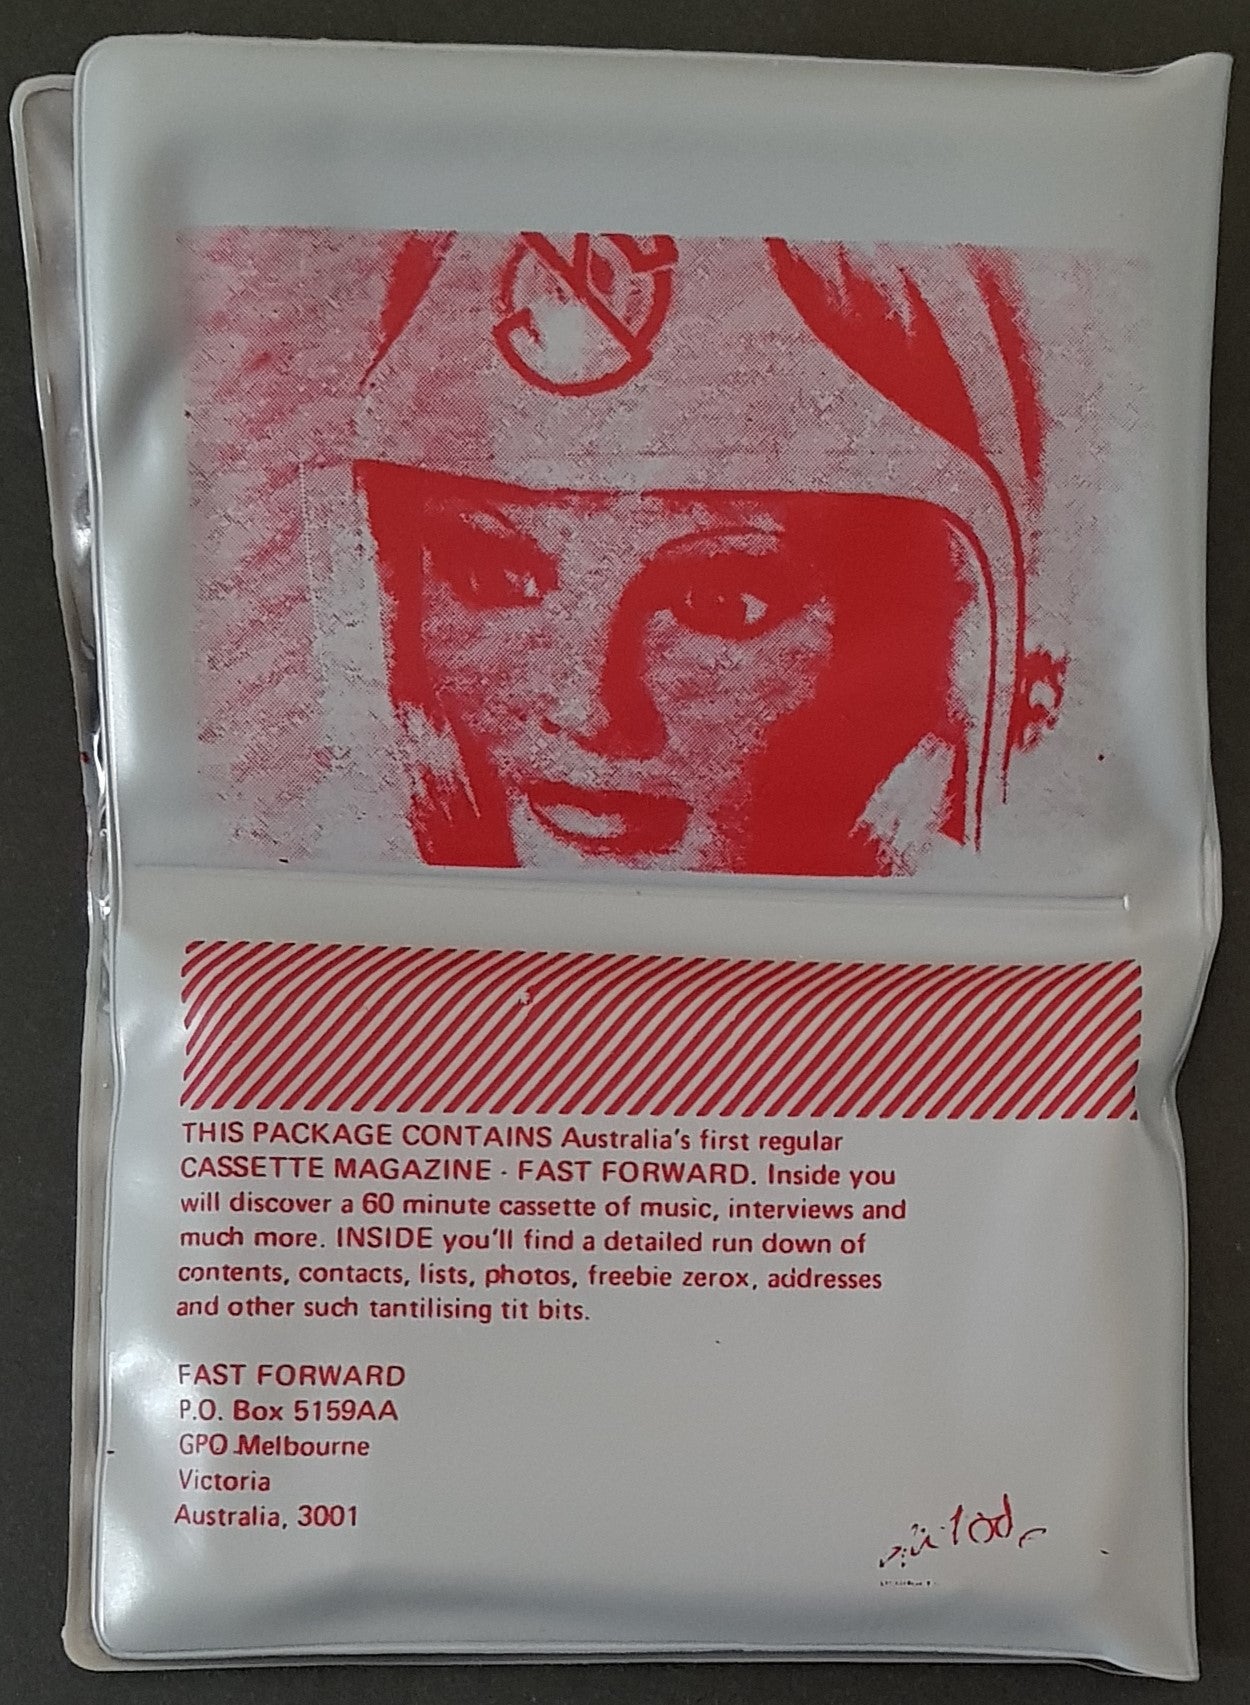 THIS PACKAGE CONTAINS Australia's first regular
CASSETTE MAGAZINE - FAST FORWARD. Inside you
will discover a 60 minute cassette of music, interviews and
much more. INSIDE you'll find a detailed run down of
contents, contacts, lists, photos, freebie zerox, addresses
and other such tantilising tit bits.
FAST FORWARD
P.O. Box 5159AA
GPO Melbourne
Victoria
Australia, 3001